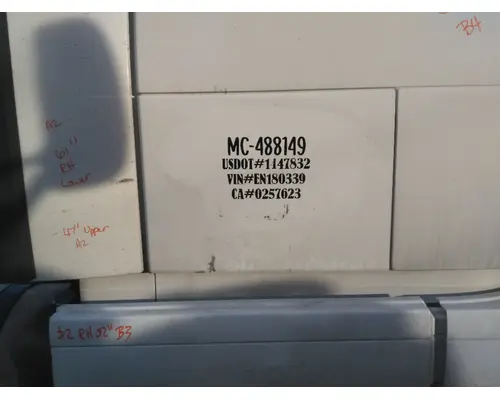 B4
A2
61"
RH
Lower
47" Upper
A2
MC-488149
USDOT#1147832
VIN#EN180339
CA#0257623
32 RH 52" B3